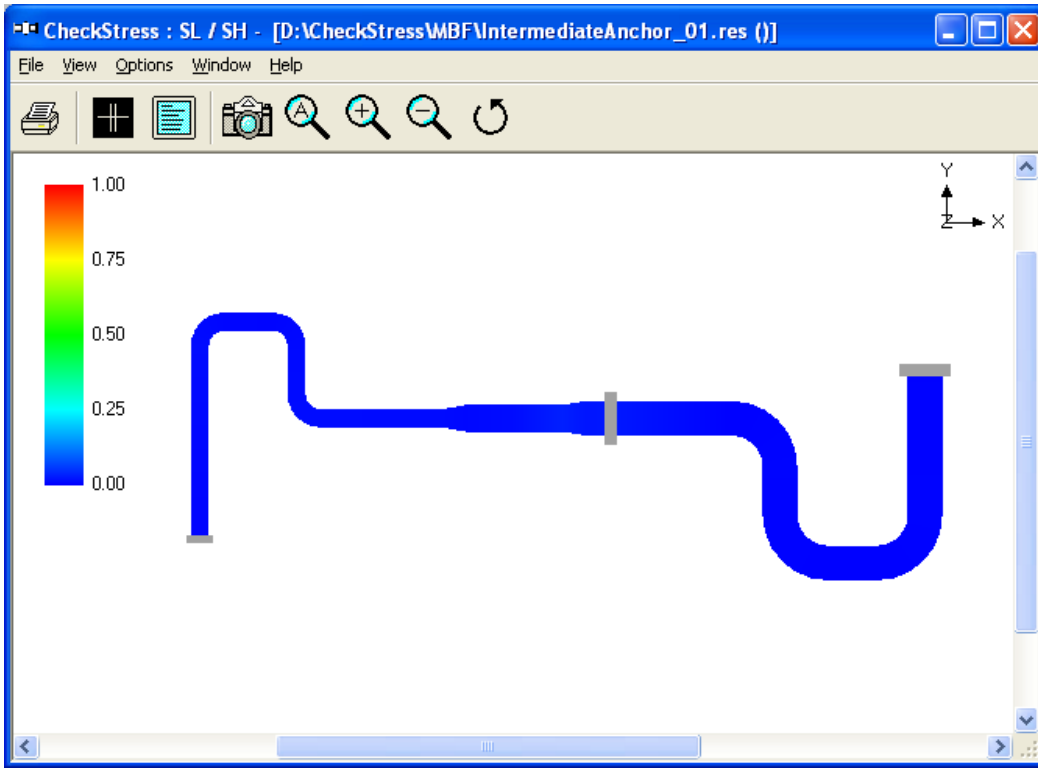 CheckStress : SL / SH - [D:\CheckStress\MBF\IntermediateAnchor_01.res ()]
File View Options Window Help
A
1.00
Y
Z X
0.75
0.50
0.25
0.00